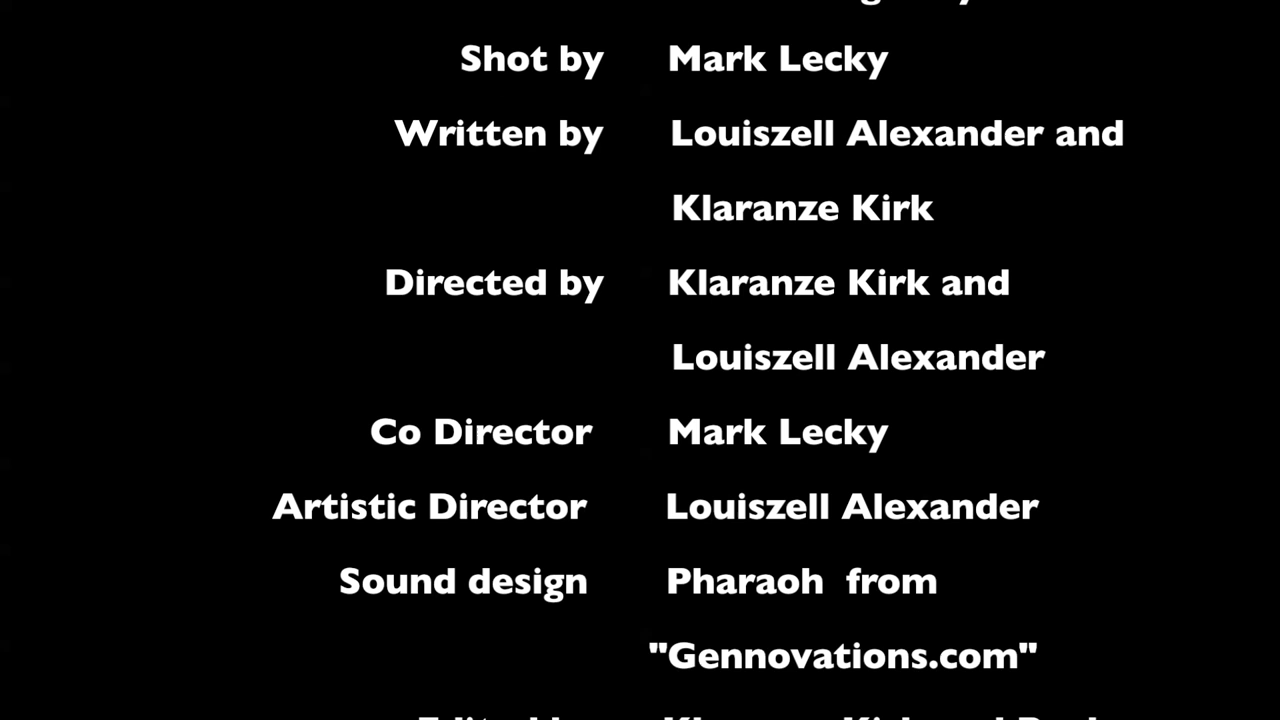 Shot by Mark Lecky
Written by Louiszell Alexander and
Klaranze Kirk
Directed by Klaranze Kirk and
Louiszell Alexander
Co Director Mark Lecky
Artistic Director Louiszell Alexander
Sound design Pharaoh from
"Gennovations.com"